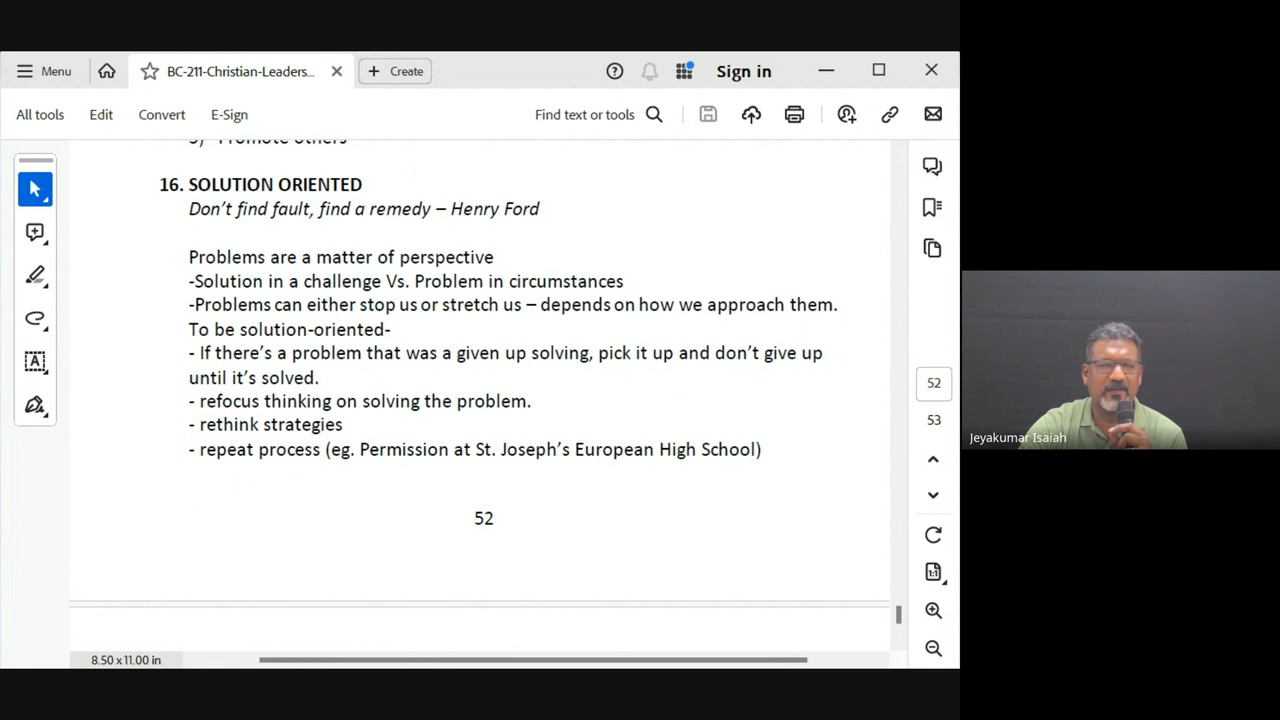 Menu
BC-211-Christian-Leaders...
Create
Sign in
All tools
Edit
Convert
E-Sign
Find text or tools
5) Promote others
16. SOLUTION ORIENTED
Don't find fault, find a remedy – Henry Ford
Problems are a matter of perspective
-Solution in a challenge Vs. Problem in circumstances
-Problems can either stop us or stretch us – depends on how we approach them.
To be solution-oriented-
- If there's a problem that was a given up solving, pick it up and don't give up
until it's solved.
- refocus thinking on solving the problem.
- rethink strategies
- repeat process (eg. Permission at St. Joseph's European High School)
52
52
53
1:1
8.50 x 11.00 in
Jeyakumar Isaiah